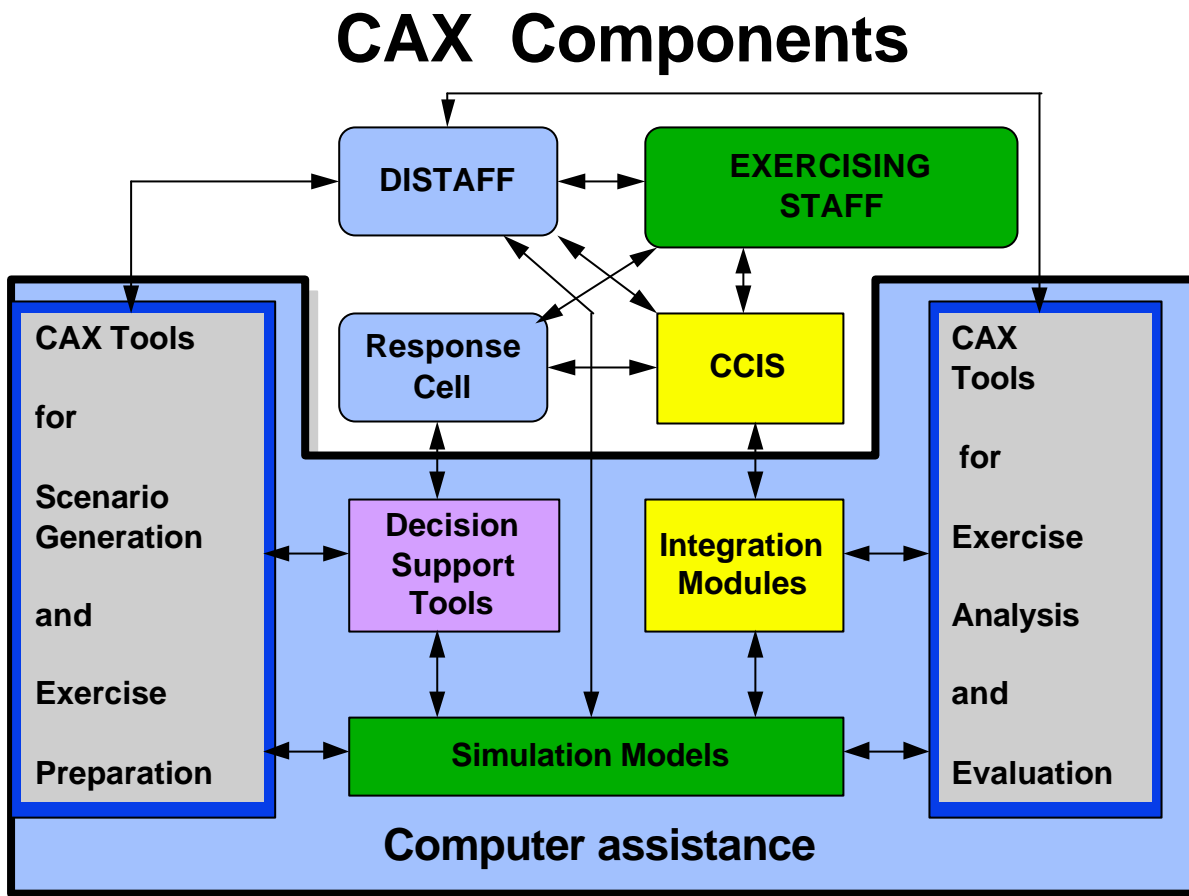 CAX Components
DISTAFF
EXERCISING
STAFF
CAX Tools
for
Scenario
Generation
and
Exercise
Preparation
Response
Cell
CCIS
CAX
Tools
for
Exercise
Analysis
and
Evaluation
Decision
Support
Tools
Integration
Modules
Simulation Models
Computer assistance